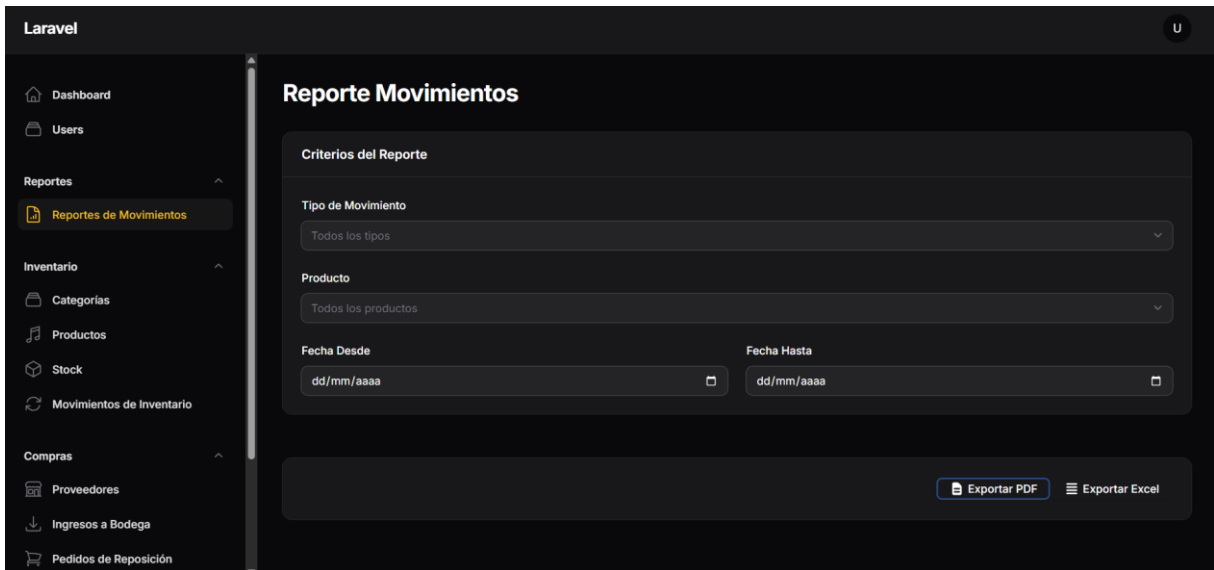 Laravel
U
Dashboard
Users
Reportes
Reportes de Movimientos
Inventario
Categorías
Productos
Stock
Movimientos de Inventario
Compras
Proveedores
Ingresos a Bodega
Pedidos de Reposición
Reporte Movimientos
Criterios del Reporte
Tipo de Movimiento
Todos los tipos
Producto
Todos los productos
Fecha Desde
dd/mm/aaaa
Fecha Hasta
dd/mm/aaaa
Exportar PDF
Exportar Excel